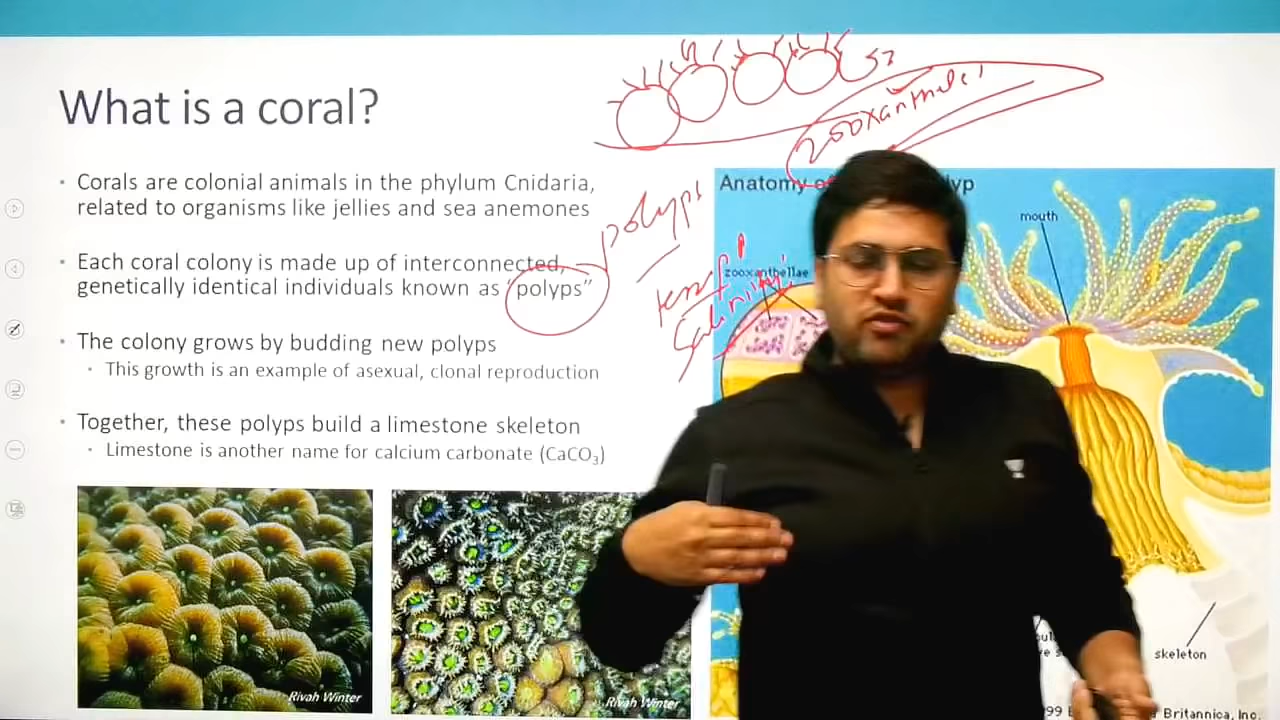 What is a coral?
Corals are colonial animals in the phylum Cnidaria,
related to organisms like jellies and sea anemones
Each coral colony is made up of interconnected,
genetically identical individuals known as “polyps”
The colony grows by budding new polyps
This growth is an example of asexual, clonal reproduction
Together, these polyps build a limestone skeleton
Limestone is another name for calcium carbonate (CaCO₃)
Rivah Winter
Rivah Winter
polyps
Anatomy
mouth
zooxanthellae
skeleton
Britannica, Inc.